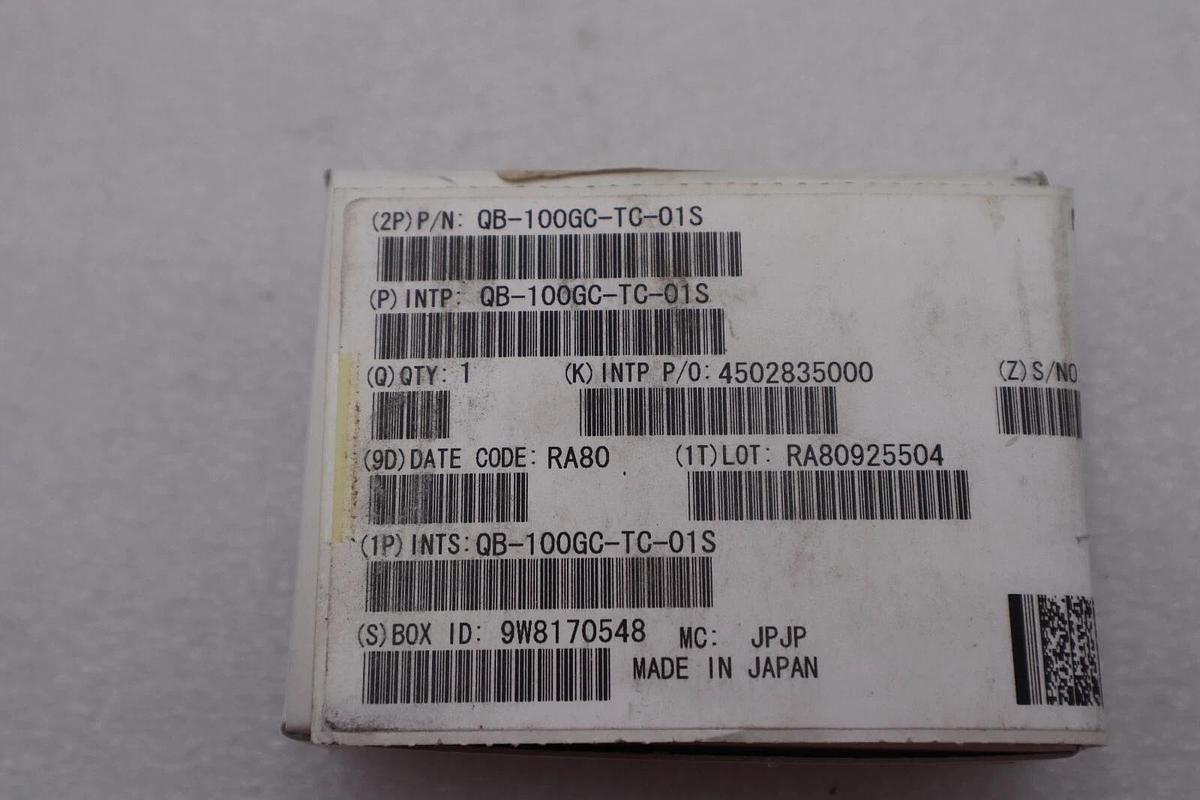 (2P)P/N: QB-100GC-TC-01S
(P)INTP: QB-100GC-TC-01S
(Q)QTY: 1 (K)INTP P/O: 4502835000 (Z)S/NO
(9D)DATE CODE: RA80 (1T)LOT: RA80925504
(1P)INTS: QB-100GC-TC-01S
(S)BOX ID: 9W8170548 MC: JPJP
MADE IN JAPAN